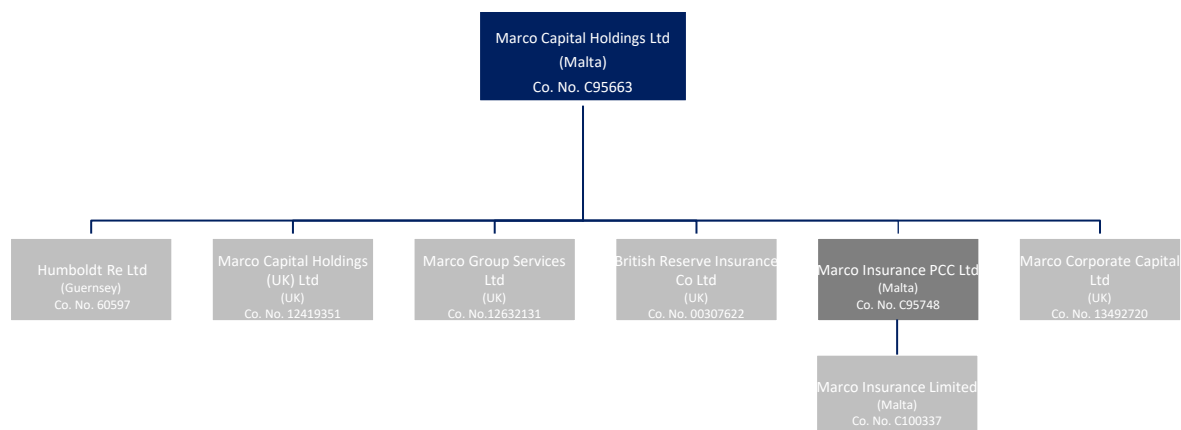 Marco Capital Holdings Ltd
(Malta)
Co. No. C95663
Humboldt Re Ltd
(Guernsey)
Co. No. 60597
Marco Capital Holdings
(UK) Ltd
(UK)
Co. No. 12419351
Marco Group Services
Ltd
(UK)
Co. No.12632131
British Reserve Insurance
Co Ltd
(UK)
Co. No. 00307622
Marco Insurance PCC Ltd
(Malta)
Co. No. C95748
Marco Corporate Capital
Ltd
(UK)
Co. No. 13492720
Marco Insurance Limited
(Malta)
Co. No. C100337